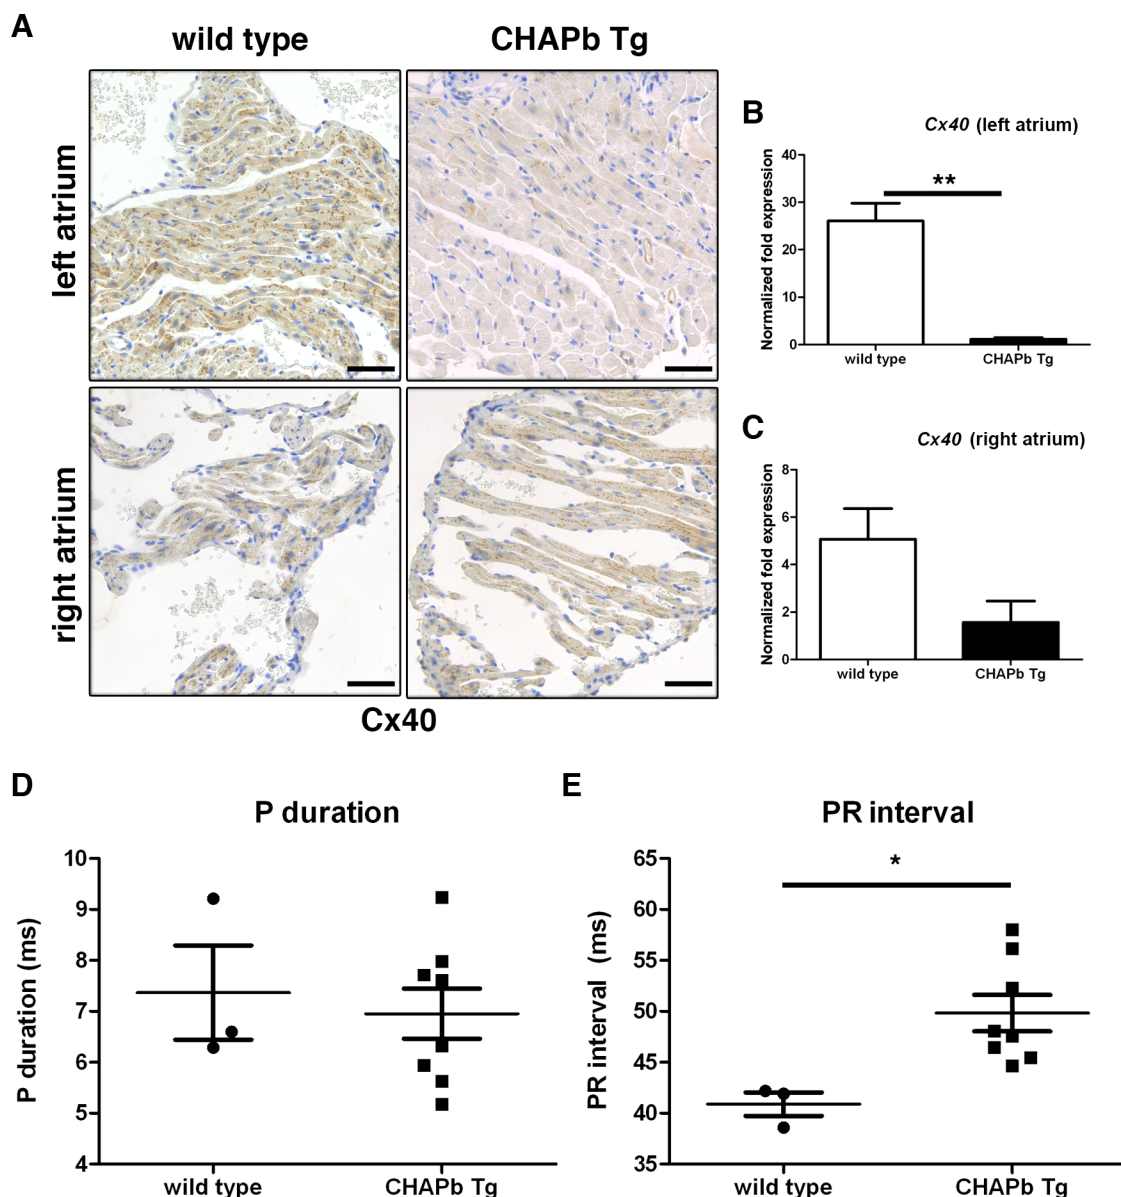 A
wild type
CHAPb Tg
left atrium
right atrium
Cx40
B
Cx40 (left atrium)
Normalized fold expression
40
30
20
10
0
**
wild type
CHAPb Tg
C
Cx40 (right atrium)
Normalized fold expression
8
6
4
2
0
wild type
CHAPb Tg
D
P duration
P duration (ms)
10
9
8
7
6
5
4
wild type
CHAPb Tg
E
PR interval
PR interval (ms)
65
60
55
50
45
40
35
*
wild type
CHAPb Tg